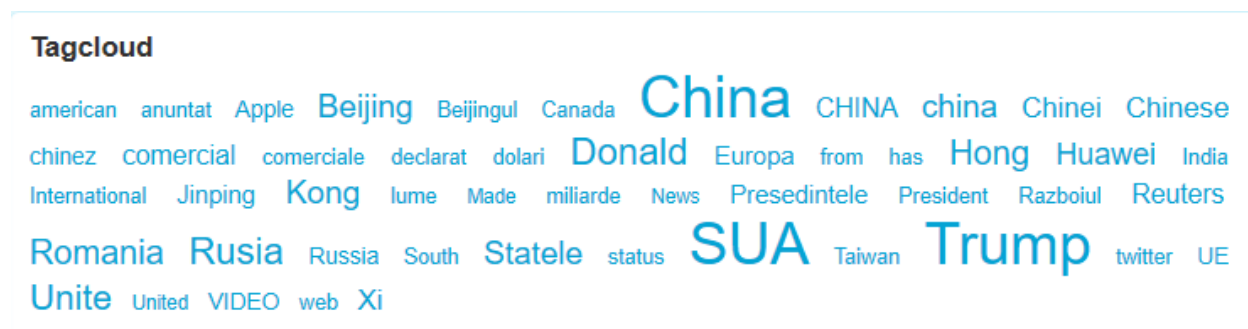 Tagcloud
american anuntat Apple Beijing Beijingul Canada China CHINA china Chinei Chinese
chinez comercial comerciale declarat dolari Donald Europa from has Hong Huawei India
International Jinping Kong lume Made miliarde News Presedintele President Razboiul Reuters
Romania Rusia Russia South Statele status SUA Taiwan Trump twitter UE
Unite United VIDEO web Xi